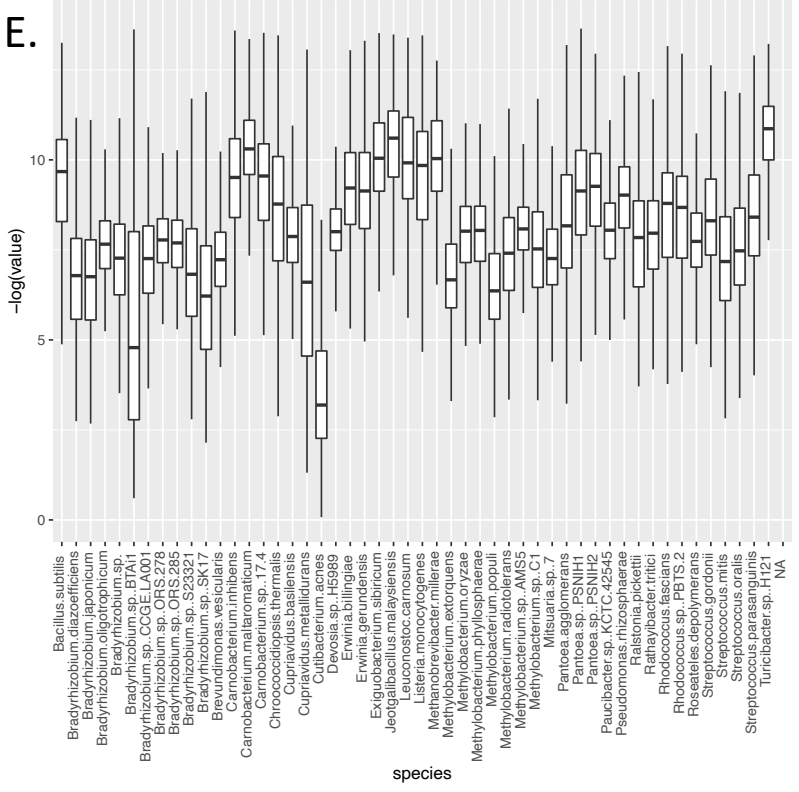 E.
−log(value)
10
5
0
Bacillus.subtilis
Bradyrhizobium.diazoefficiens
Bradyrhizobium.japonicum
Bradyrhizobium.oligotrophicum
Bradyrhizobium.sp.
Bradyrhizobium.sp..BTAi1
Bradyrhizobium.sp..CCGE.LA001
Bradyrhizobium.sp..ORS.278
Bradyrhizobium.sp..ORS.285
Bradyrhizobium.sp..S23321
Bradyrhizobium.sp..SK17
Brevundimonas.vesicularis
Carnobacterium.inhibens
Carnobacterium.maltaromaticum
Carnobacterium.sp..17.4
Chroococcidiopsis.thermalis
Cupriavidus.basilensis
Cupriavidus.metallidurans
Cutibacterium.acnes
Devosia.sp..H5989
Erwinia.billingiae
Erwinia.gerundensis
Exiguobacterium.sibiricum
Jeotgalibacillus.malaysiensis
Leuconostoc.carnosum
Listeria.monocytogenes
Methanobrevibacter.millerae
Methylobacterium.extorquens
Methylobacterium.oryzae
Methylobacterium.phyllosphaerae
Methylobacterium.populi
Methylobacterium.radiotolerans
Methylobacterium.sp..AMS5
Methylobacterium.sp..C1
Mitsuaria.sp..7
Pantoea.agglomerans
Pantoea.sp..PSNIH1
Pantoea.sp..PSNIH2
Paucibacter.sp..KCTC.42545
Pseudomonas.rhizosphaerae
Ralstonia.pickettii
Rathayibacter.tritici
Rhodococcus.fascians
Rhodococcus.sp..PBTS.2
Roseateles.depolymerans
Streptococcus.gordonii
Streptococcus.mitis
Streptococcus.oralis
Streptococcus.parasanguinis
Turicibacter.sp..H121
NA
species